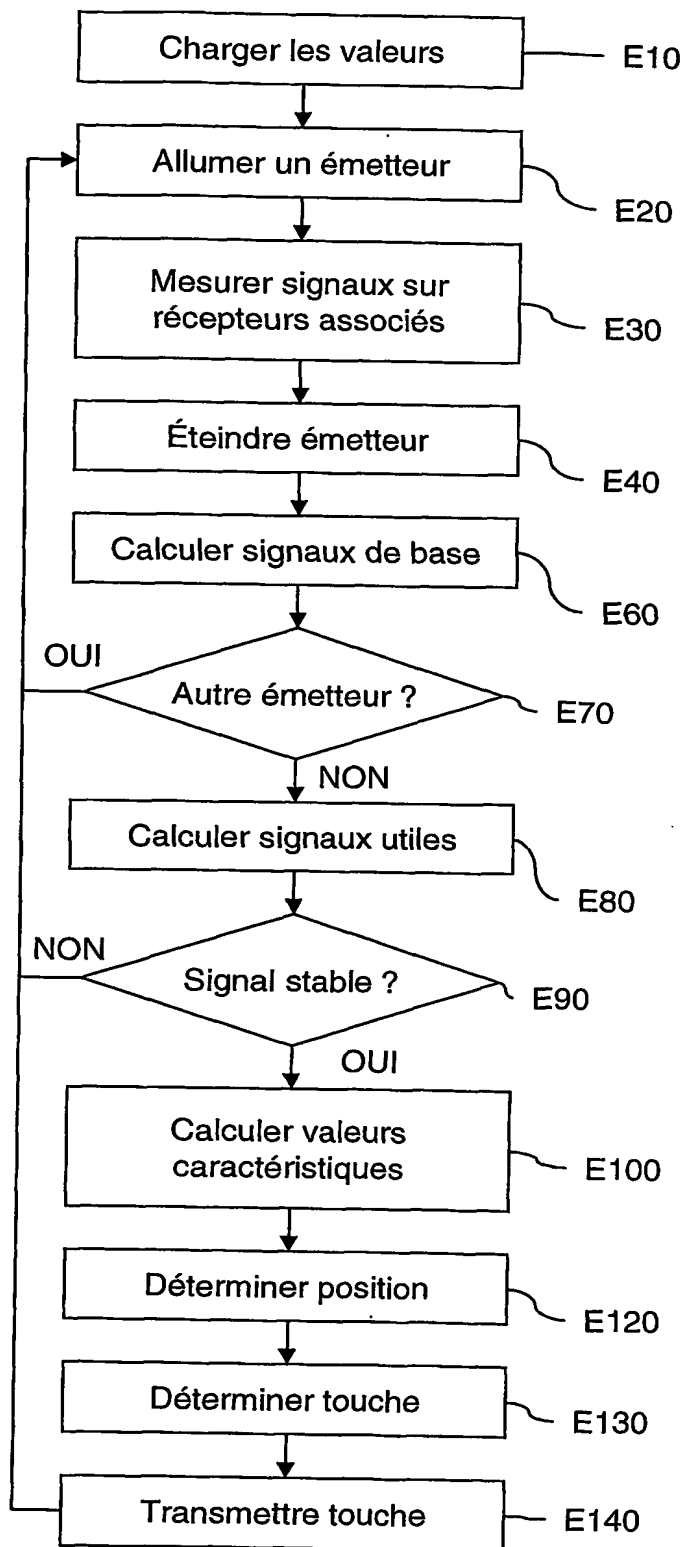 Charger les valeurs
E10
Allumer un émetteur
E20
Mesurer signaux sur
récepteurs associés
E30
Éteindre émetteur
E40
Calculer signaux de base
E60
OUI
Autre émetteur ?
E70
NON
Calculer signaux utiles
E80
NON
Signal stable ?
E90
OUI
Calculer valeurs
caractéristiques
E100
Déterminer position
E120
Déterminer touche
E130
Transmettre touche
E140